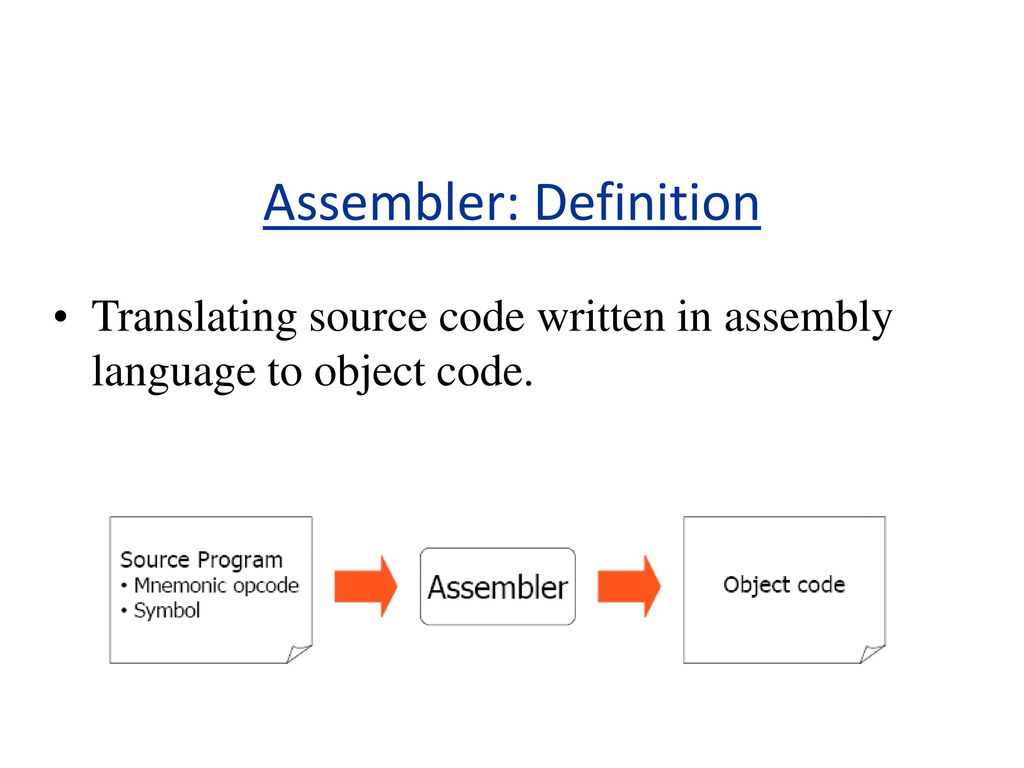 Assembler: Definition
• Translating source code written in assembly
language to object code.
Source Program
• Mnemonic opcode
• Symbol
Assembler
Object code